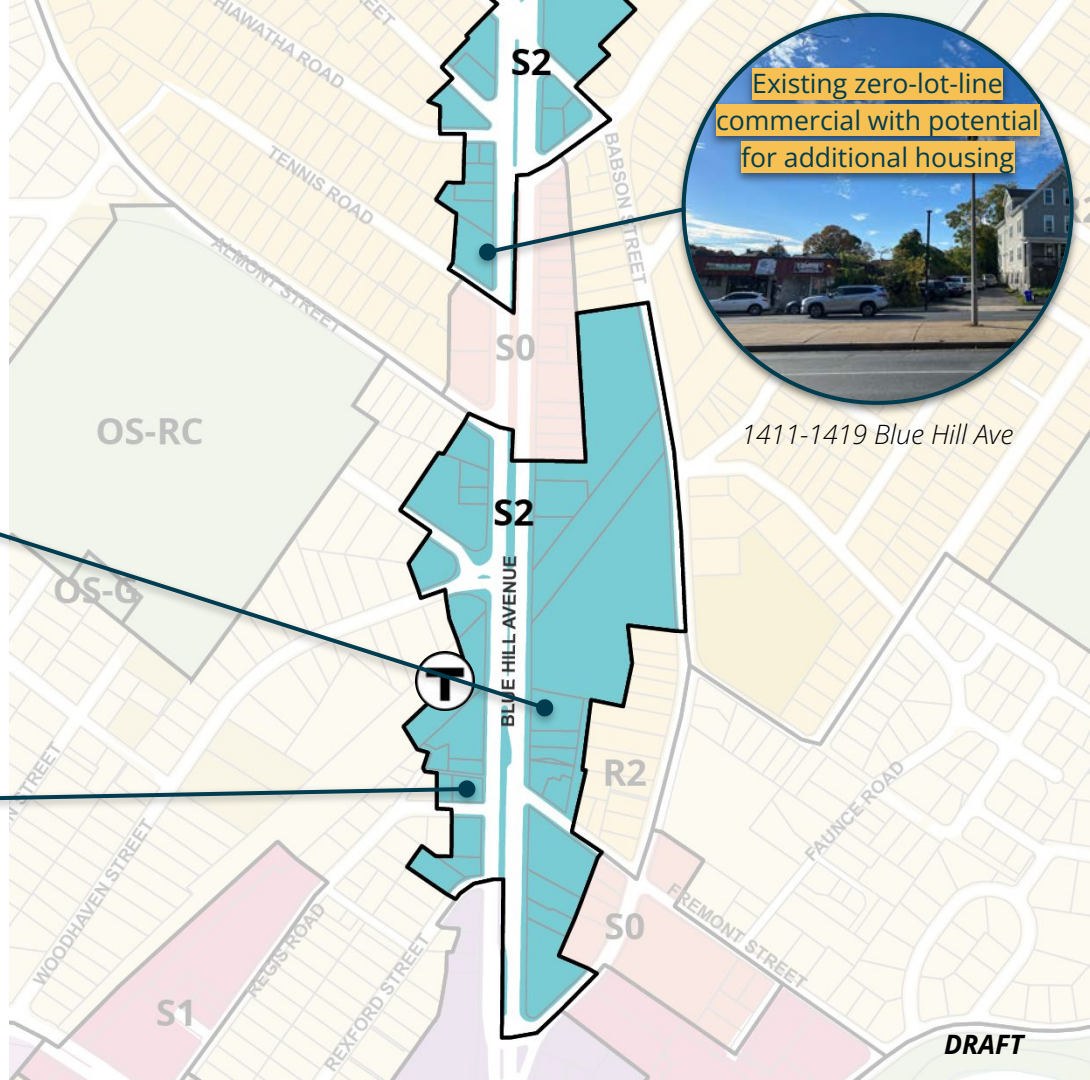 STREET
HIAWATHA ROAD
S2
Existing zero-lot-line
commercial with potential
for additional housing
BABSON STREET
TENNIS ROAD
ALMONT STREET
S0
OS-RC
1411-1419 Blue Hill Ave
S2
OS-G
BLUE HILL AVENUE
T
R2
FAUNCE ROAD
STREET
WOODHAVEN STREET
FREMONT STREET
S0
REGIS ROAD
S1
REXFORD STREET
DRAFT